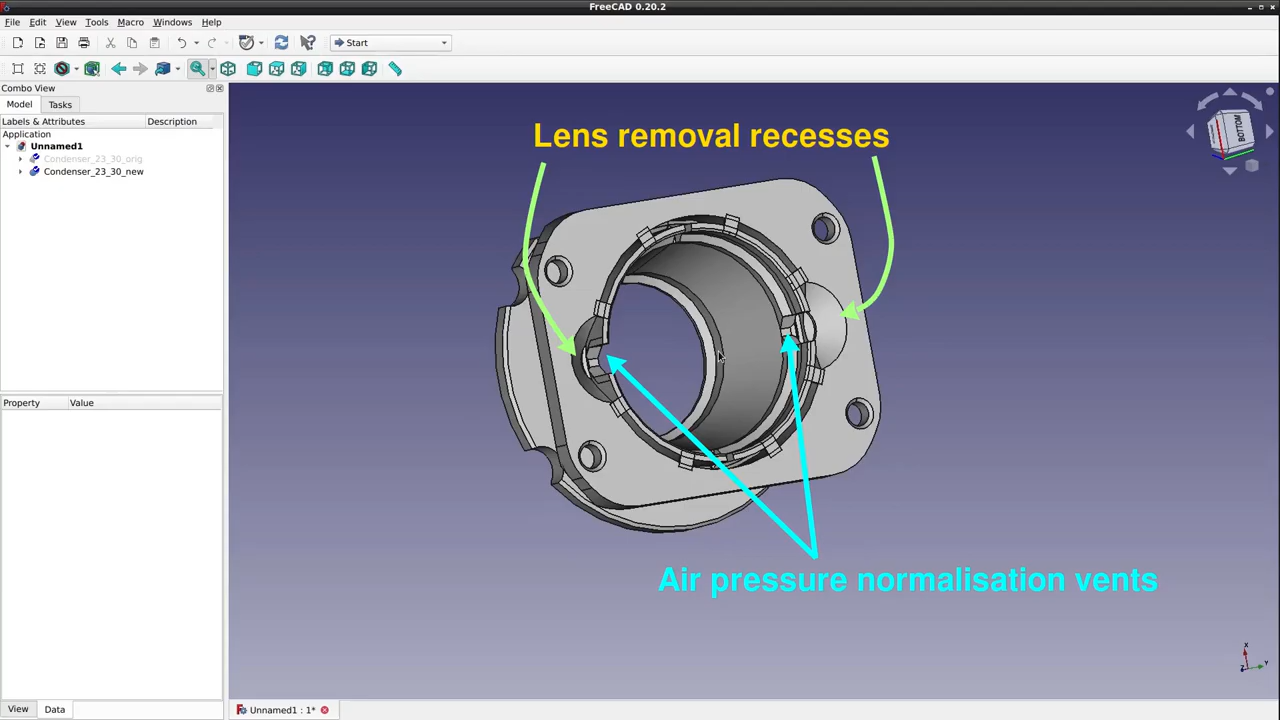 FreeCAD 0.20.2
File Edit View Tools Macro Windows Help
Start
Combo View
Model Tasks
Labels & Attributes Description
Application
Unnamed1
Condenser_23_30_orig
Condenser_23_30_new
Property Value
View Data
Lens removal recesses
BOTTOM
Air pressure normalisation vents
X
Y
Z
Unnamed1 : 1*